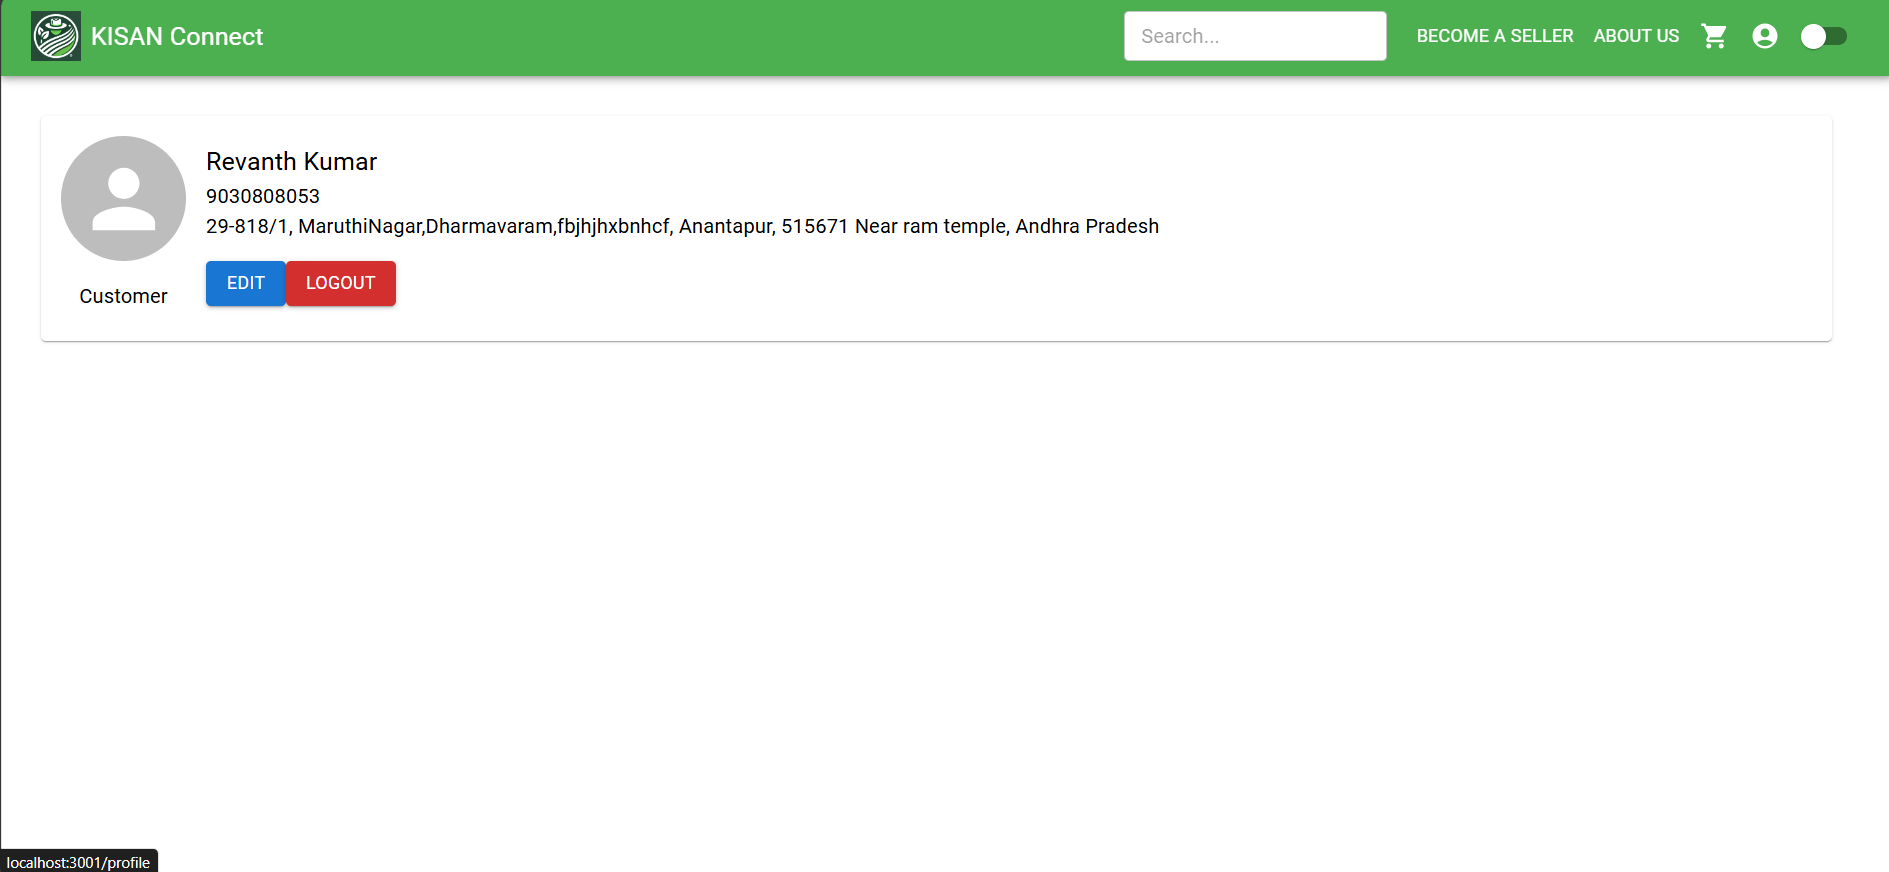 KISAN Connect
Search...
BECOME A SELLER
ABOUT US
Revanth Kumar
9030808053
29-818/1, MaruthiNagar,Dharmavaram,fbjhjhxbnhcf, Anantapur, 515671 Near ram temple, Andhra Pradesh
EDIT
LOGOUT
Customer
localhost:3001/profile